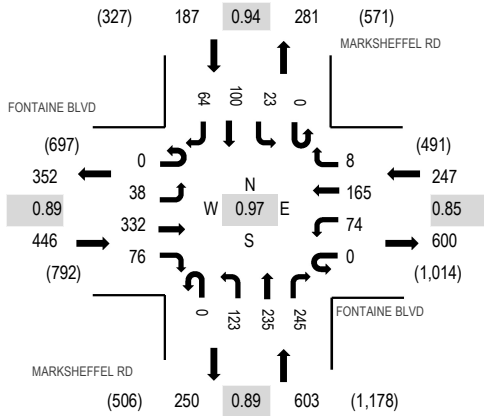 (327) 187 0.94 281 (571)
MARKSHEFFEL RD
64 100 23 0
FONTAINE BLVD
(697) (491)
0 8
352 247
38 165
N
0.89 W 0.97 E 0.85
332 74
S
446 600
76 0
(792) (1,014)
0 123 235 245
FONTAINE BLVD
MARKSHEFFEL RD
(506) 250 0.89 603 (1,178)